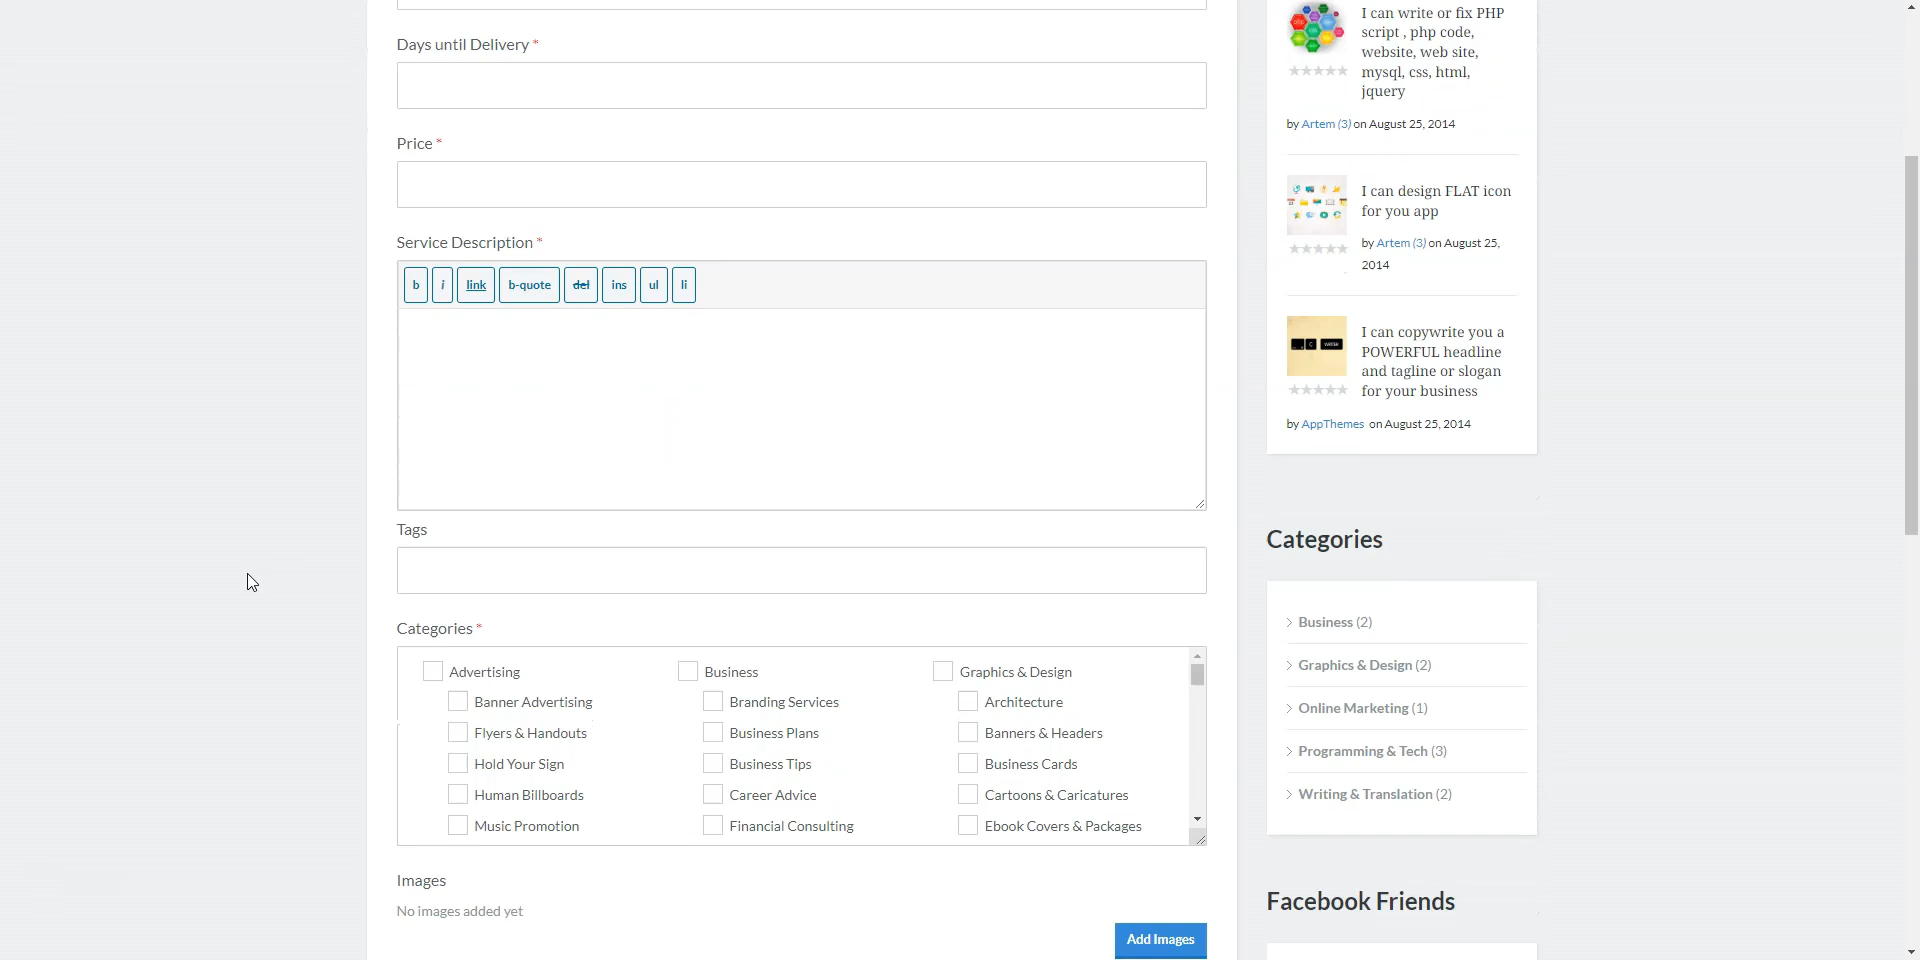 Days until Delivery *
Price *
Service Description *
b i link b-quote del ins ul li
Tags
Categories *
Advertising
Banner Advertising
Flyers & Handouts
Hold Your Sign
Human Billboards
Music Promotion
Business
Branding Services
Business Plans
Business Tips
Career Advice
Financial Consulting
Graphics & Design
Architecture
Banners & Headers
Business Cards
Cartoons & Caricatures
Ebook Covers & Packages
Images
No images added yet
Add Images
I can write or fix PHP
script , php code,
website, web site,
mysql, css, html,
jquery
by Artem (3) on August 25, 2014
I can design FLAT icon
for you app
by Artem (3) on August 25,
2014
I can copywrite you a
POWERFUL headline
and tagline or slogan
for your business
by AppThemes on August 25, 2014
Categories
Business (2)
Graphics & Design (2)
Online Marketing (1)
Programming & Tech (3)
Writing & Translation (2)
Facebook Friends